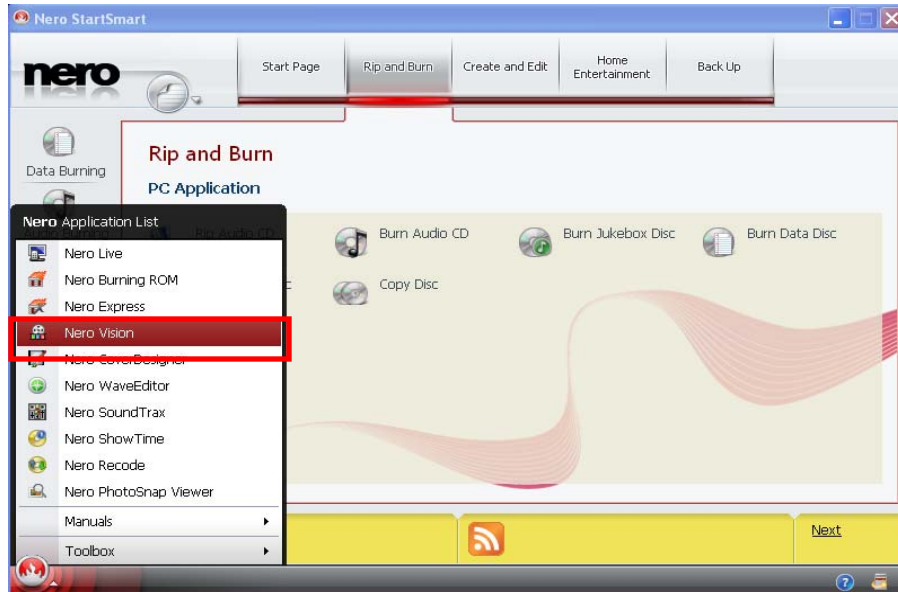 Nero StartSmart
nero
Start Page
Rip and Burn
Create and Edit
Home
Entertainment
Back Up
Data Burning
Rip and Burn
PC Application
Rip Audio CD
Burn Audio CD
Burn Jukebox Disc
Burn Data Disc
Copy Disc
Nero Application List
Nero Live
Nero Burning ROM
Nero Express
Nero Vision
Nero CoverDesigner
Nero WaveEditor
Nero SoundTrax
Nero ShowTime
Nero Recode
Nero PhotoSnap Viewer
Manuals
Toolbox
Next